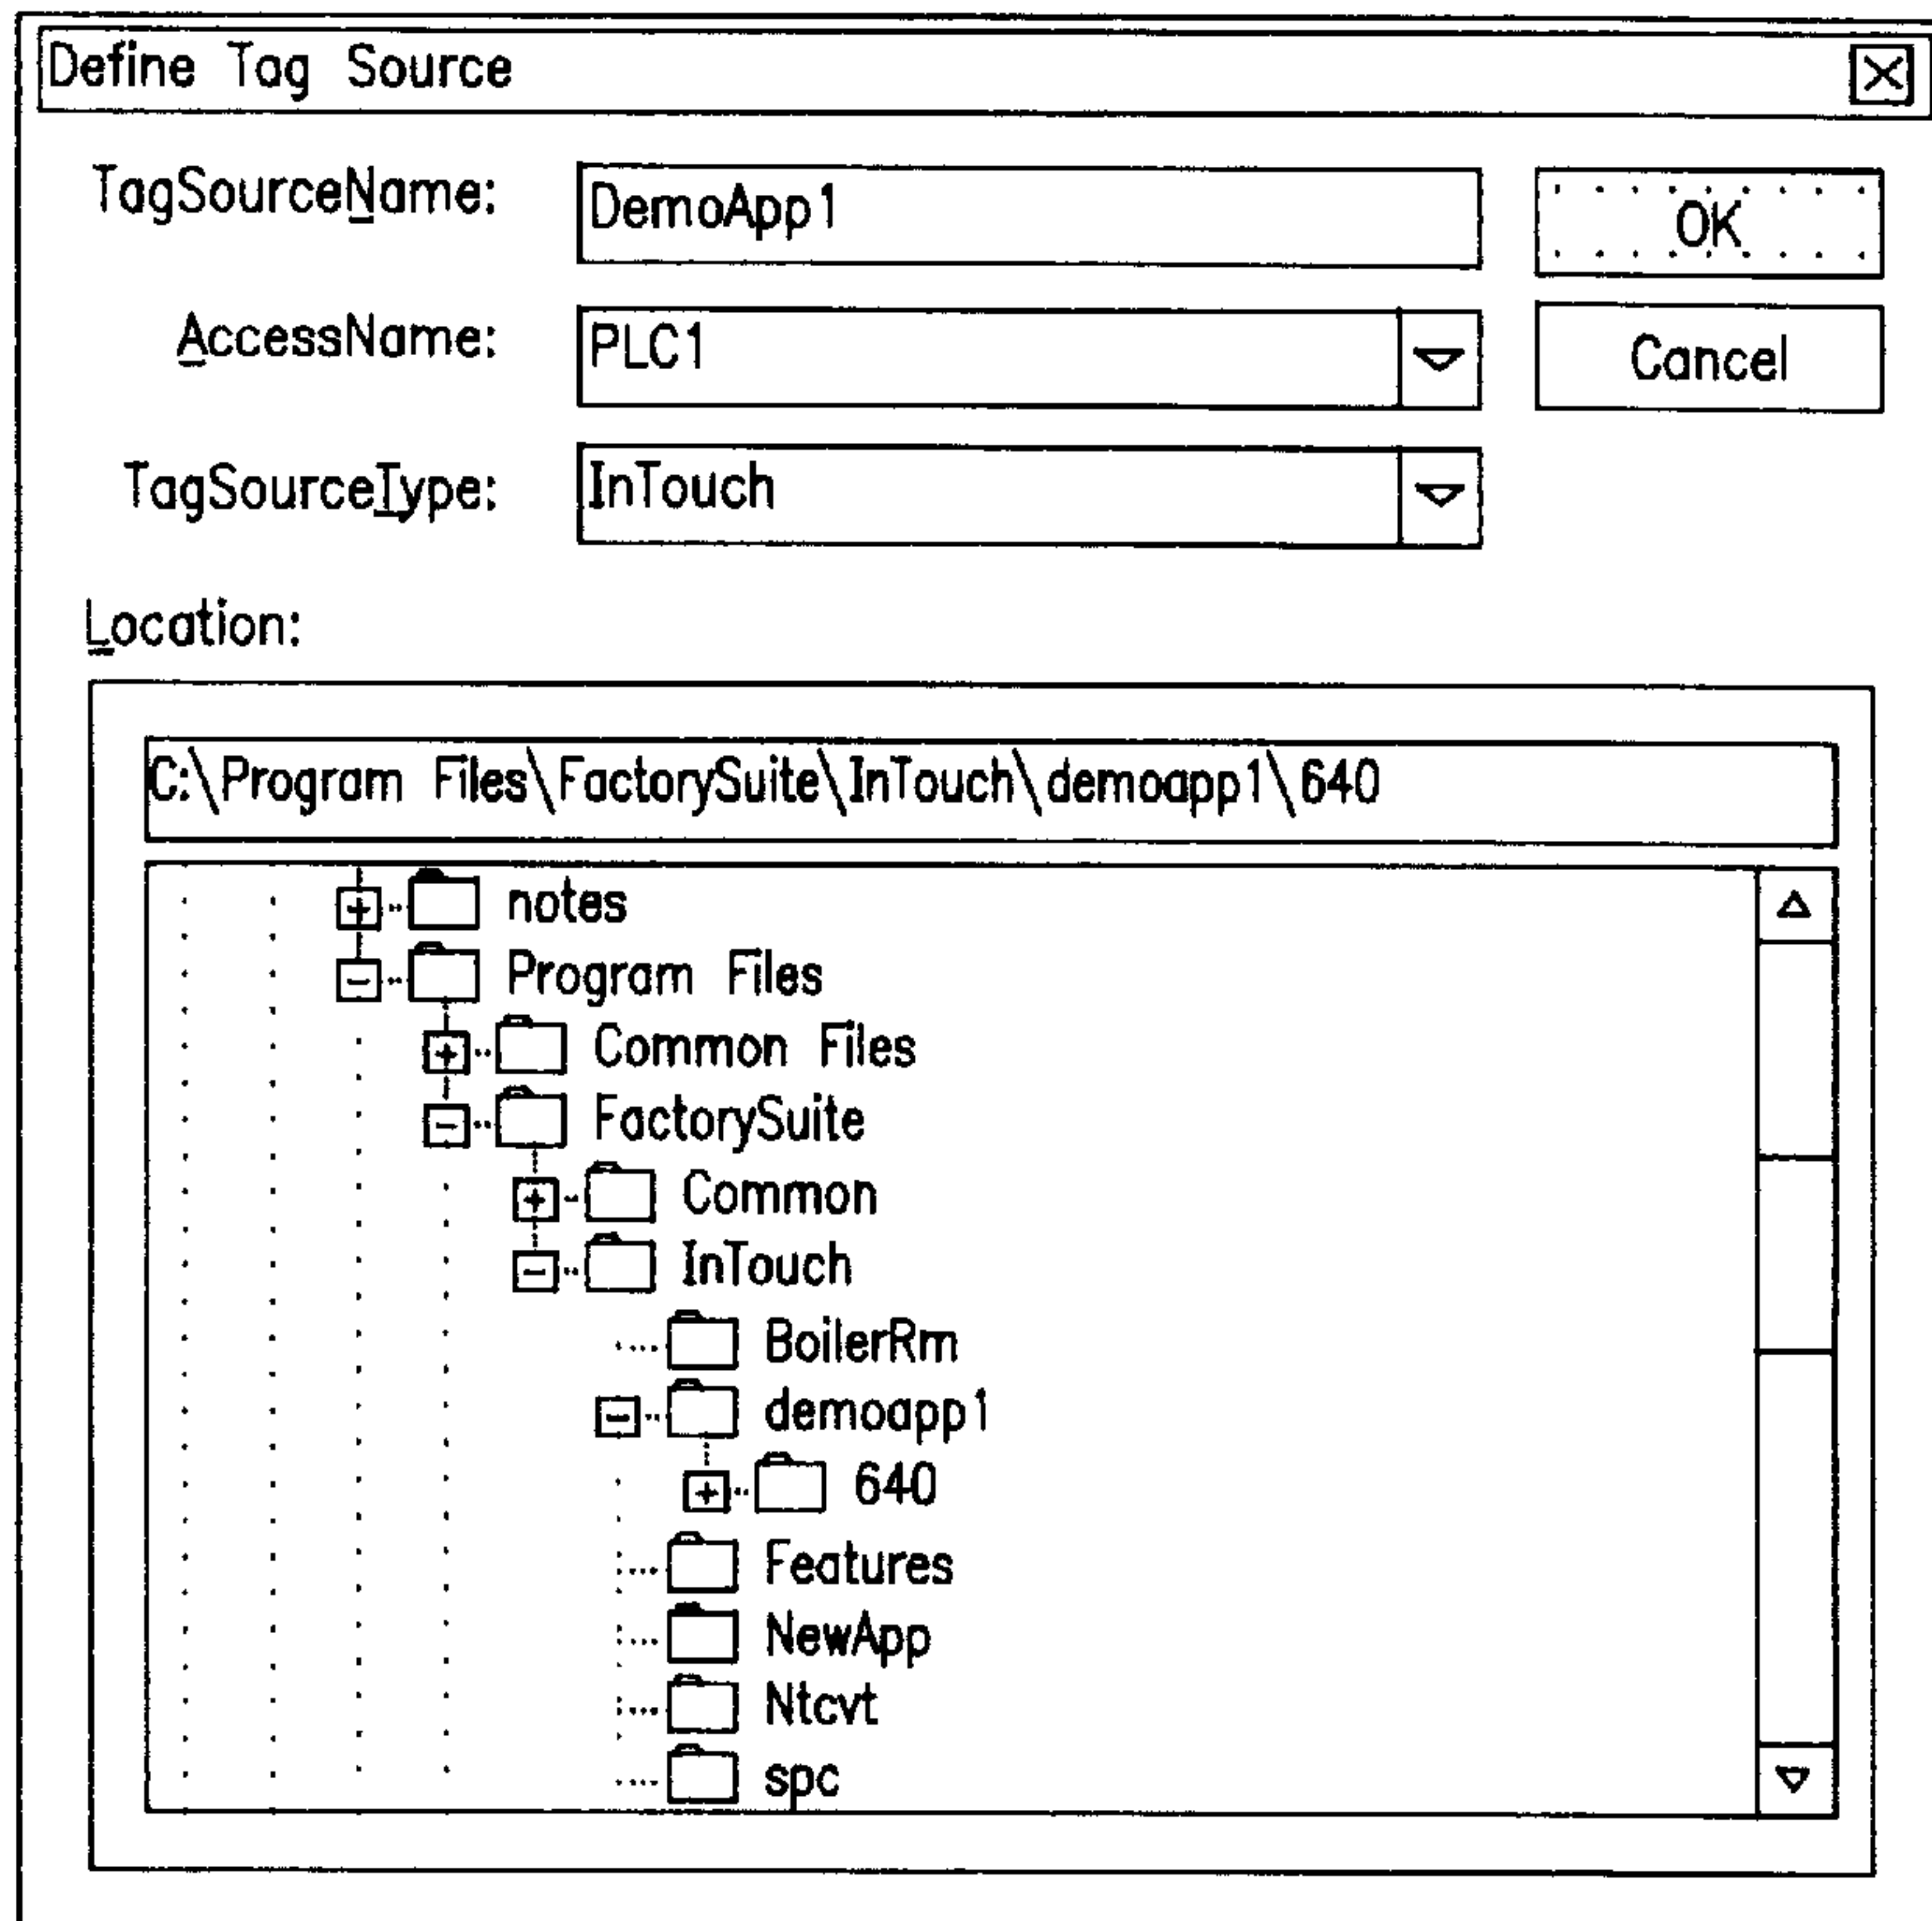 Define Tag Source
TagSourceName: DemoApp1 OK
AccessName: PLC1 Cancel
TagSourceType: InTouch
Location:
C:\Program Files\FactorySuite\InTouch\demoapp1\640
notes
Program Files
Common Files
FactorySuite
Common
InTouch
BoilerRm
demoapp1
640
Features
NewApp
Ntcvt
spc